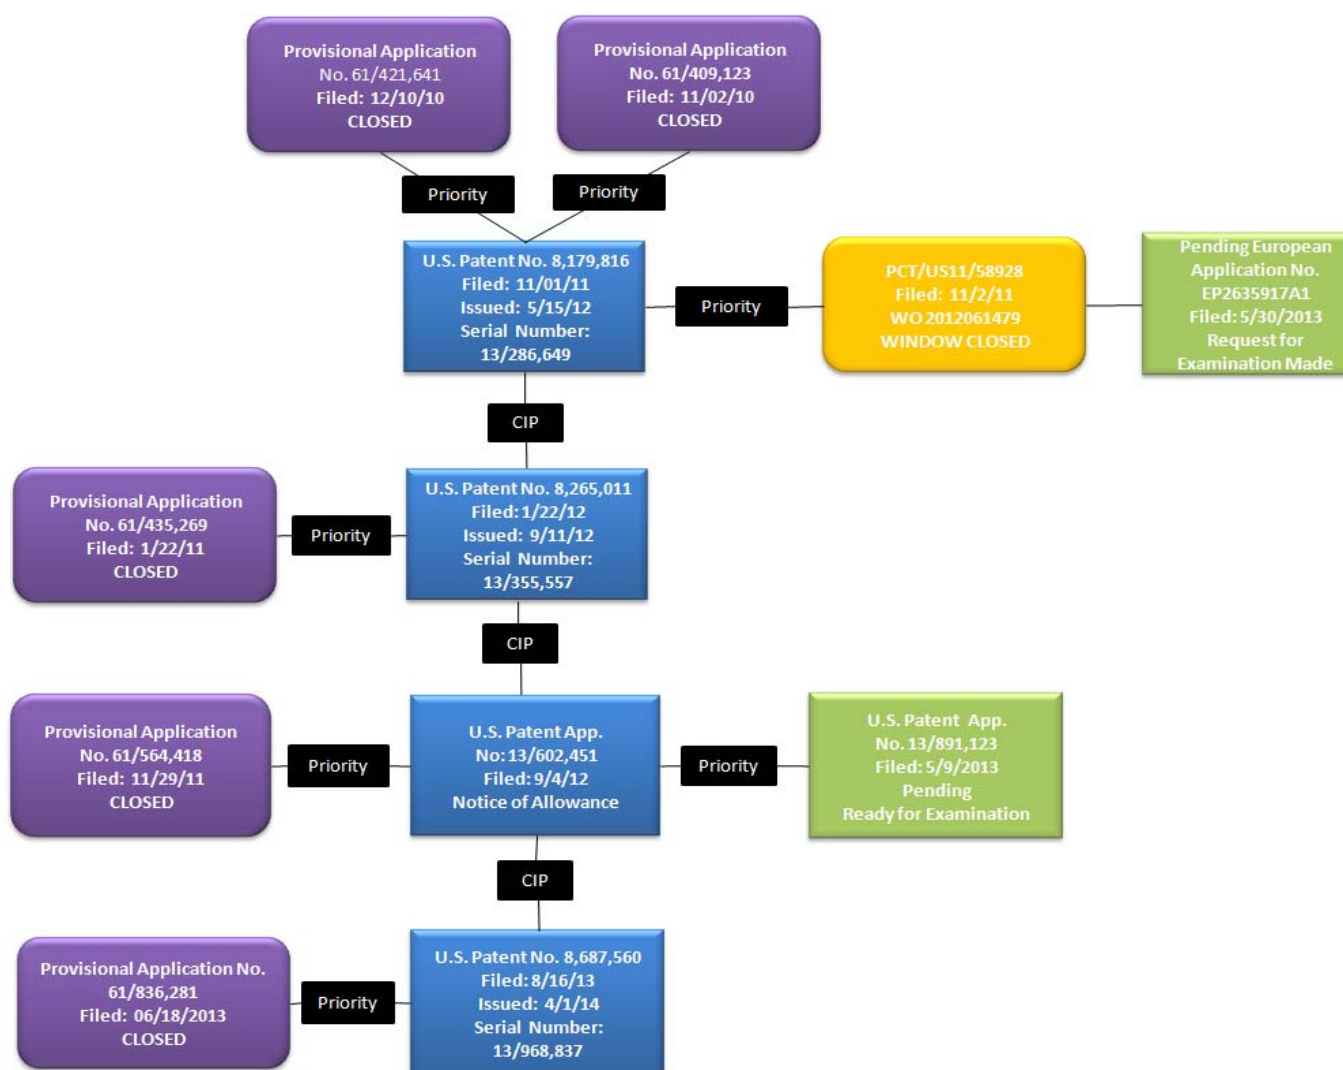 Provisional Application
No. 61/421,641
Filed: 12/10/10
CLOSED
Provisional Application
No. 61/409,123
Filed: 11/02/10
CLOSED
Priority
Priority
U.S. Patent No. 8,179,816
Filed: 11/01/11
Issued: 5/15/12
Serial Number:
13/286,649
Priority
PCT/US11/58928
Filed: 11/2/11
WO 2012061479
WINDOW CLOSED
Pending European
Application No.
EP2635917A1
Filed: 5/30/2013
Request for
Examination Made
CIP
Provisional Application
No. 61/435,269
Filed: 1/22/11
CLOSED
Priority
U.S. Patent No. 8,265,011
Filed: 1/22/12
Issued: 9/11/12
Serial Number:
13/355,557
CIP
Provisional Application
No. 61/564,418
Filed: 11/29/11
CLOSED
Priority
U.S. Patent App.
No: 13/602,451
Filed: 9/4/12
Notice of Allowance
Priority
U.S. Patent App.
No. 13/891,123
Filed: 5/9/2013
Pending
Ready for Examination
CIP
Provisional Application No.
61/836,281
Filed: 06/18/2013
CLOSED
Priority
U.S. Patent No. 8,687,560
Filed: 8/16/13
Issued: 4/1/14
Serial Number:
13/968,837